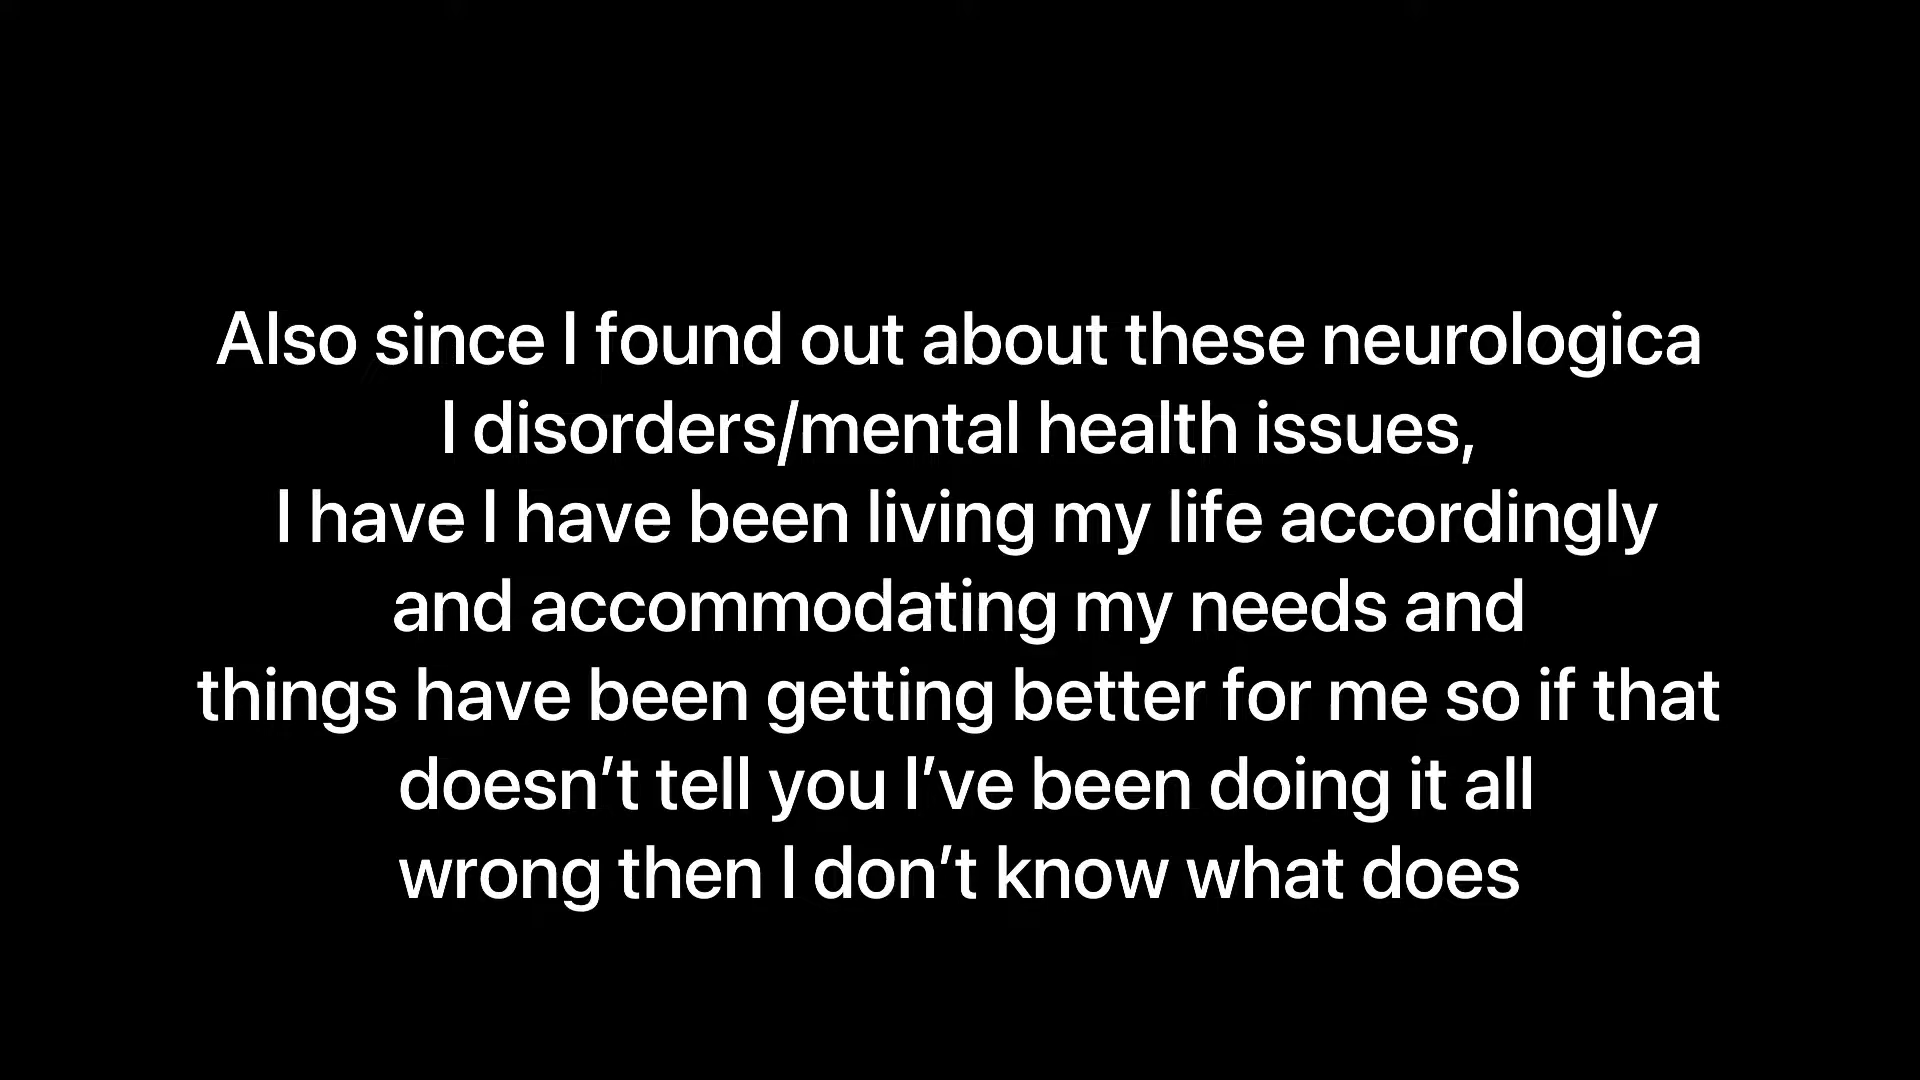 Also since I found out about these neurologica
l disorders/mental health issues,
I have I have been living my life accordingly
and accommodating my needs and
things have been getting better for me so if that
doesn’t tell you I’ve been doing it all
wrong then I don’t know what does